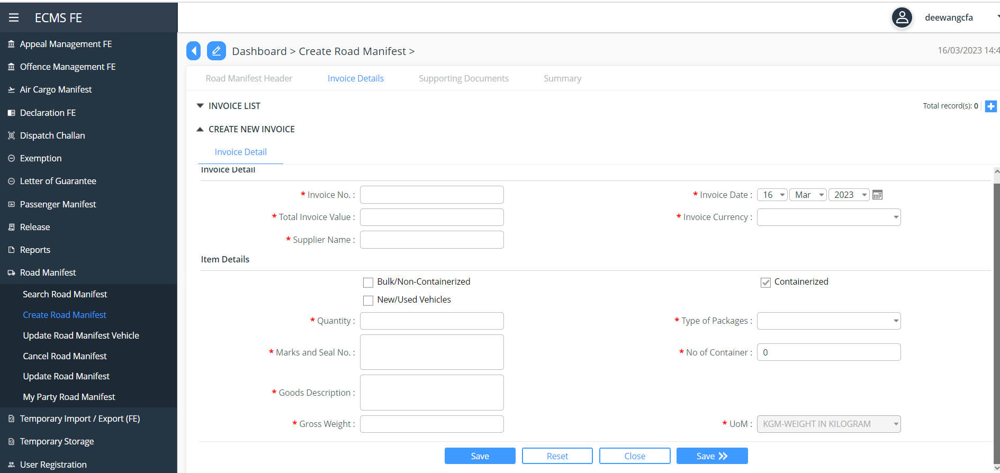 ECMS FE
deewangcfa
Appeal Management FE
Offence Management FE
Air Cargo Manifest
Declaration FE
Dispatch Challan
Exemption
Letter of Guarantee
Passenger Manifest
Release
Reports
Road Manifest
Search Road Manifest
Create Road Manifest
Update Road Manifest Vehicle
Cancel Road Manifest
Update Road Manifest
My Party Road Manifest
Temporary Import / Export (FE)
Temporary Storage
User Registration
Dashboard > Create Road Manifest >
16/03/2023 14:4
Road Manifest Header Invoice Details Supporting Documents Summary
INVOICE LIST
Total record(s): 0
CREATE NEW INVOICE
Invoice Detail
Invoice Detail
* Invoice No. :
* Invoice Date : 16 Mar 2023
* Total Invoice Value :
* Invoice Currency :
* Supplier Name :
Item Details
Bulk/Non-Containerized
Containerized
New/Used Vehicles
* Quantity :
* Type of Packages :
* Marks and Seal No. :
* No of Container : 0
* Goods Description :
* Gross Weight :
* UoM : KGM-WEIGHT IN KILOGRAM
Save Reset Close Save